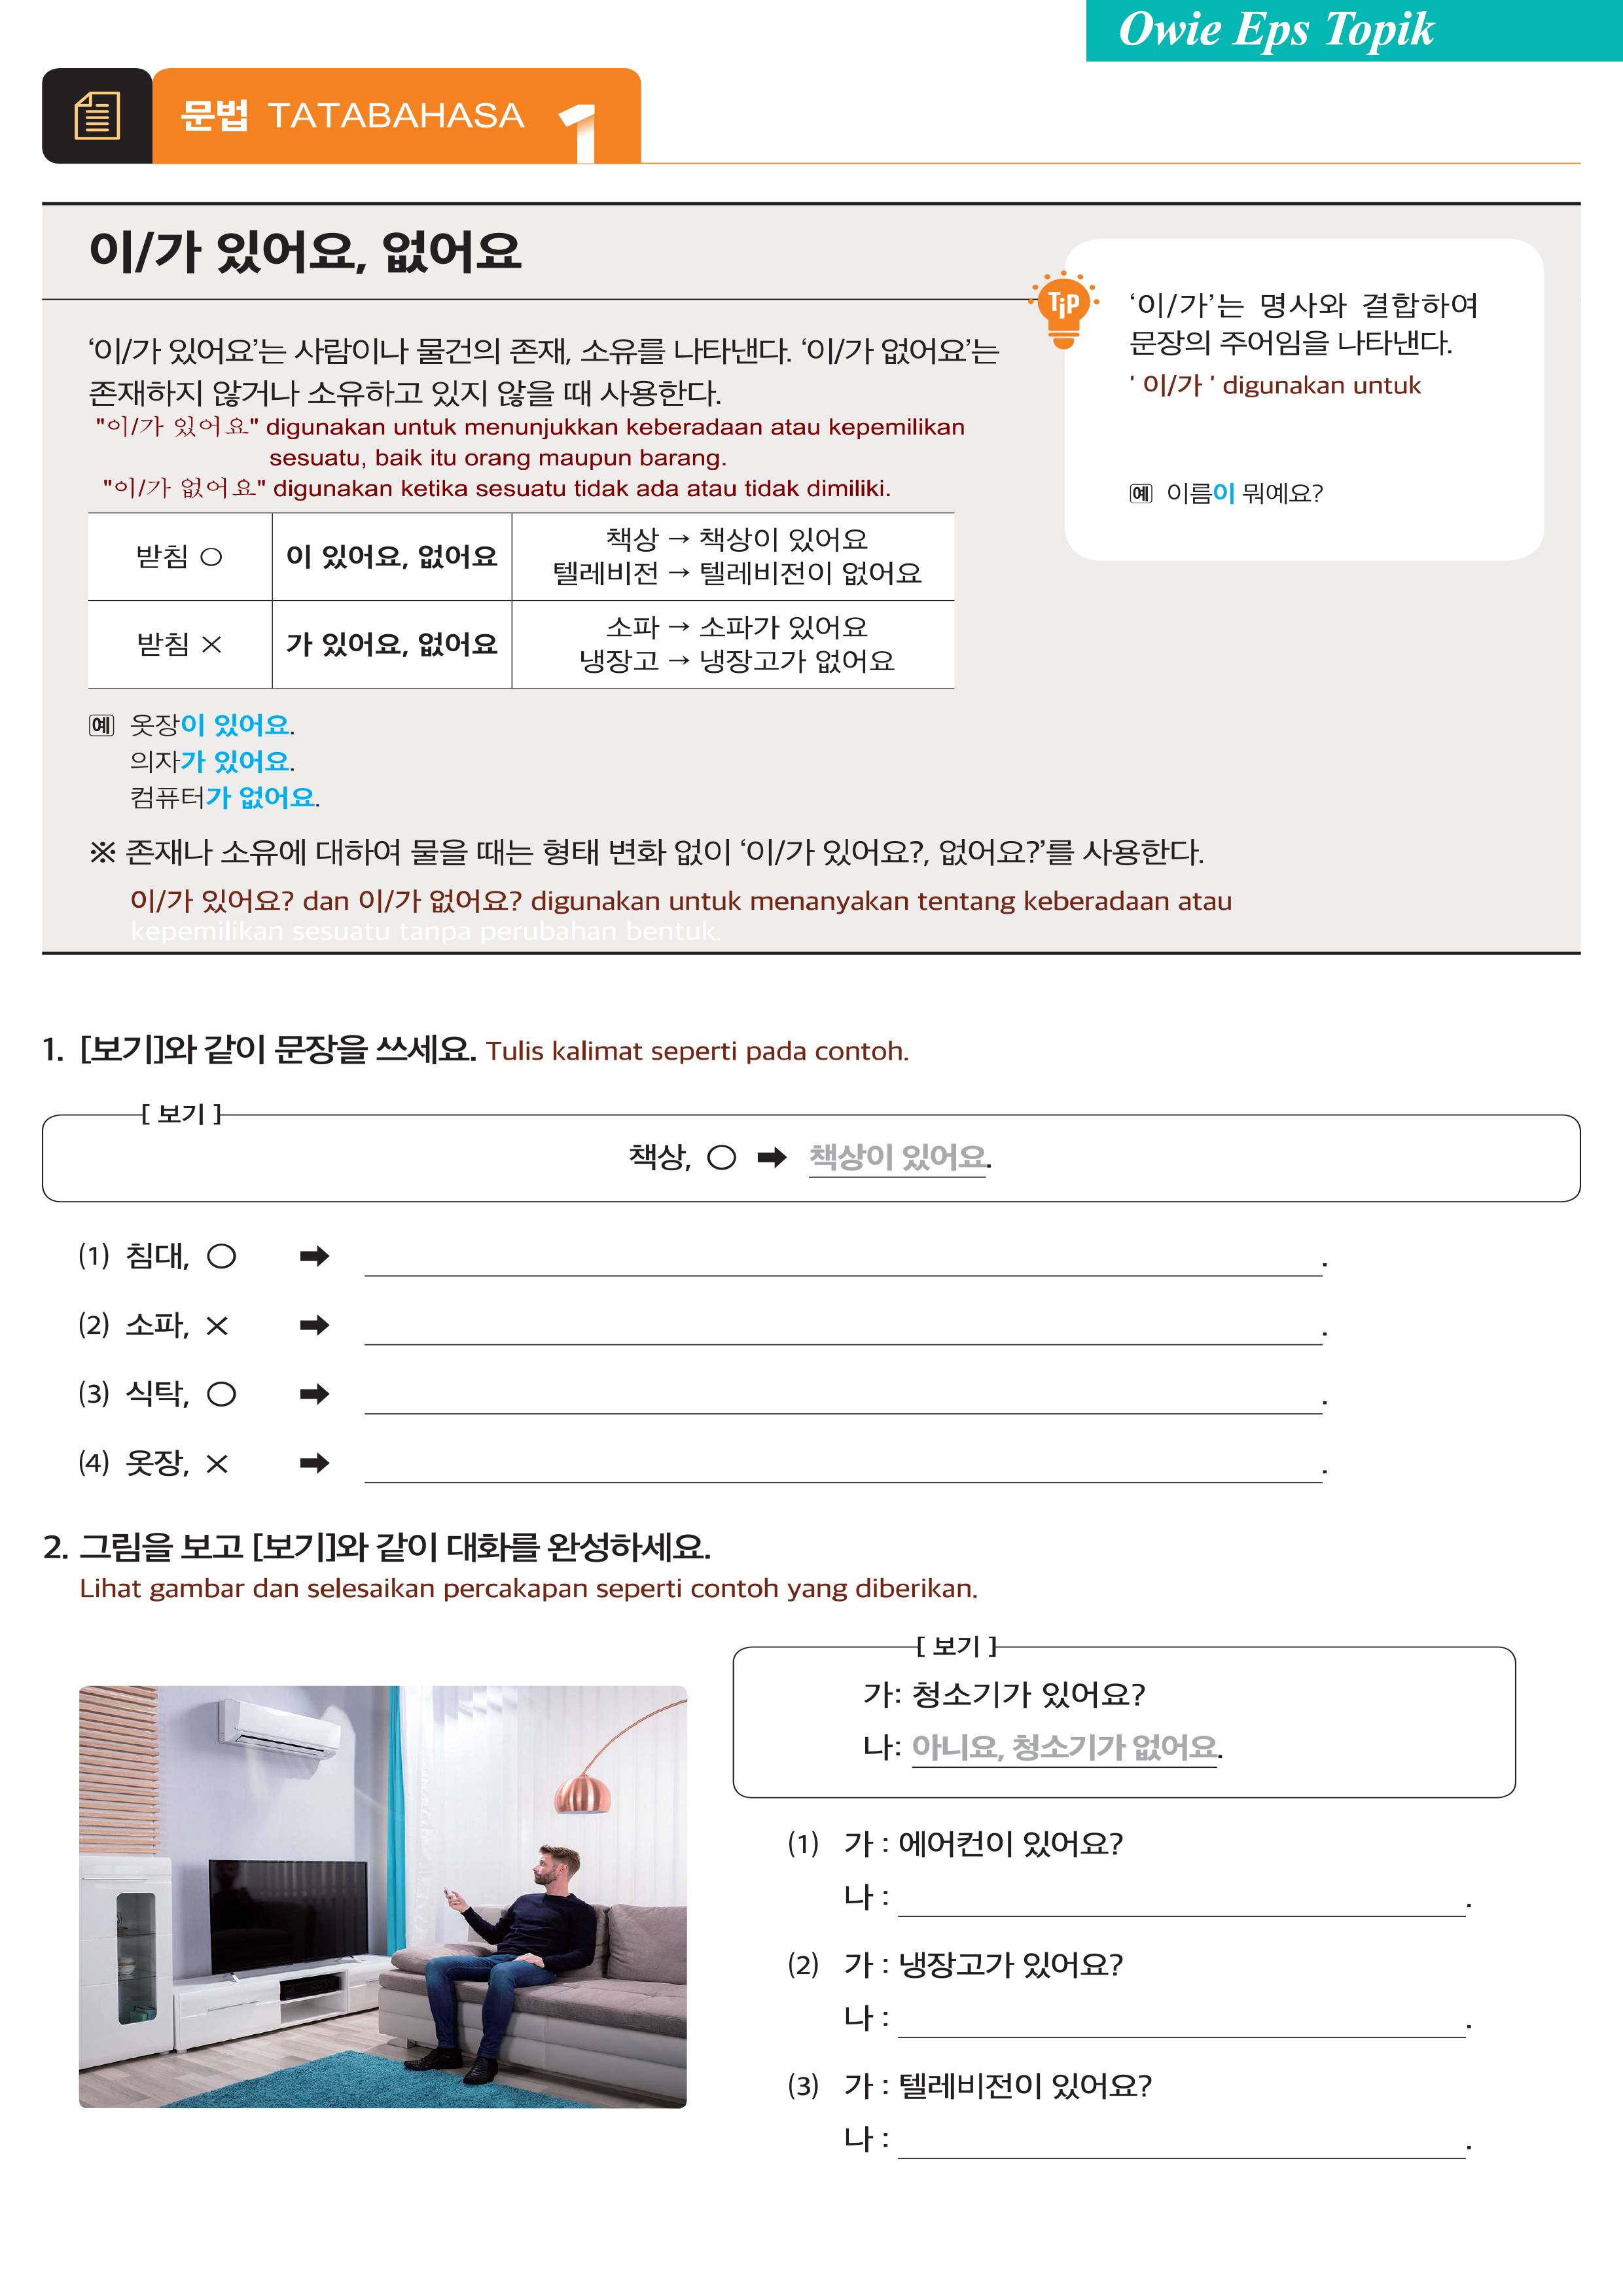 Owie Eps Topik
문법 TATABAHASA 1
이/가 있어요, 없어요
‘이/가 있어요’는 사람이나 물건의 존재, 소유를 나타낸다. ‘이/가 없어요’는
존재하지 않거나 소유하고 있지 않을 때 사용한다.
"이/가 있어요" digunakan untuk menunjukkan keberadaan atau kepemilikan
sesuatu, baik itu orang maupun barang.
"이/가 없어요" digunakan ketika sesuatu tidak ada atau tidak dimiliki.
TiP
‘이/가’는 명사와 결합하여
문장의 주어임을 나타낸다.
' 이/가 ' digunakan untuk
예 이름이 뭐예요?
받침 ○ 이 있어요, 없어요 책상 → 책상이 있어요
텔레비전 → 텔레비전이 없어요
받침 × 가 있어요, 없어요 소파 → 소파가 있어요
냉장고 → 냉장고가 없어요
예 옷장이 있어요.
의자가 있어요.
컴퓨터가 없어요.
※ 존재나 소유에 대하여 물을 때는 형태 변화 없이 ‘이/가 있어요?, 없어요?’를 사용한다.
이/가 있어요? dan 이/가 없어요? digunakan untuk menanyakan tentang keberadaan atau
kepemilikan sesuatu tanpa perubahan bentuk.
1. [보기]와 같이 문장을 쓰세요. Tulis kalimat seperti pada contoh.
[ 보기 ]
책상, ○ ➡ 책상이 있어요.
(1) 침대, ○ ➡ .
(2) 소파, × ➡ .
(3) 식탁, ○ ➡ .
(4) 옷장, × ➡ .
2. 그림을 보고 [보기]와 같이 대화를 완성하세요.
Lihat gambar dan selesaikan percakapan seperti contoh yang diberikan.
[ 보기 ]
가: 청소기가 있어요?
나: 아니요, 청소기가 없어요.
(1) 가 : 에어컨이 있어요?
나 : .
(2) 가 : 냉장고가 있어요?
나 : .
(3) 가 : 텔레비전이 있어요?
나 : .